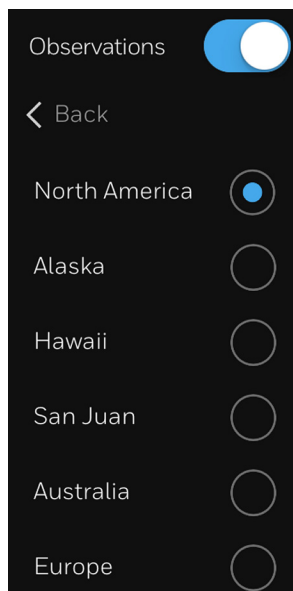 Observations
Back
North America
Alaska
Hawaii
San Juan
Australia
Europe